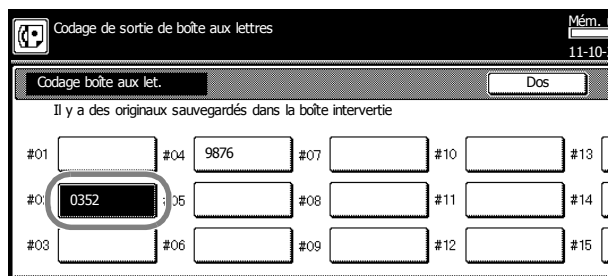 Codage de sortie de boîte aux lettres
Mém.
11-10-
Codage boîte aux let.
Dos
Il y a des originaux sauvegardés dans la boîte intervertie
#01 #04 9876 #07 #10 #13
#02 0352 #05 #08 #11 #14
#03 #06 #09 #12 #15